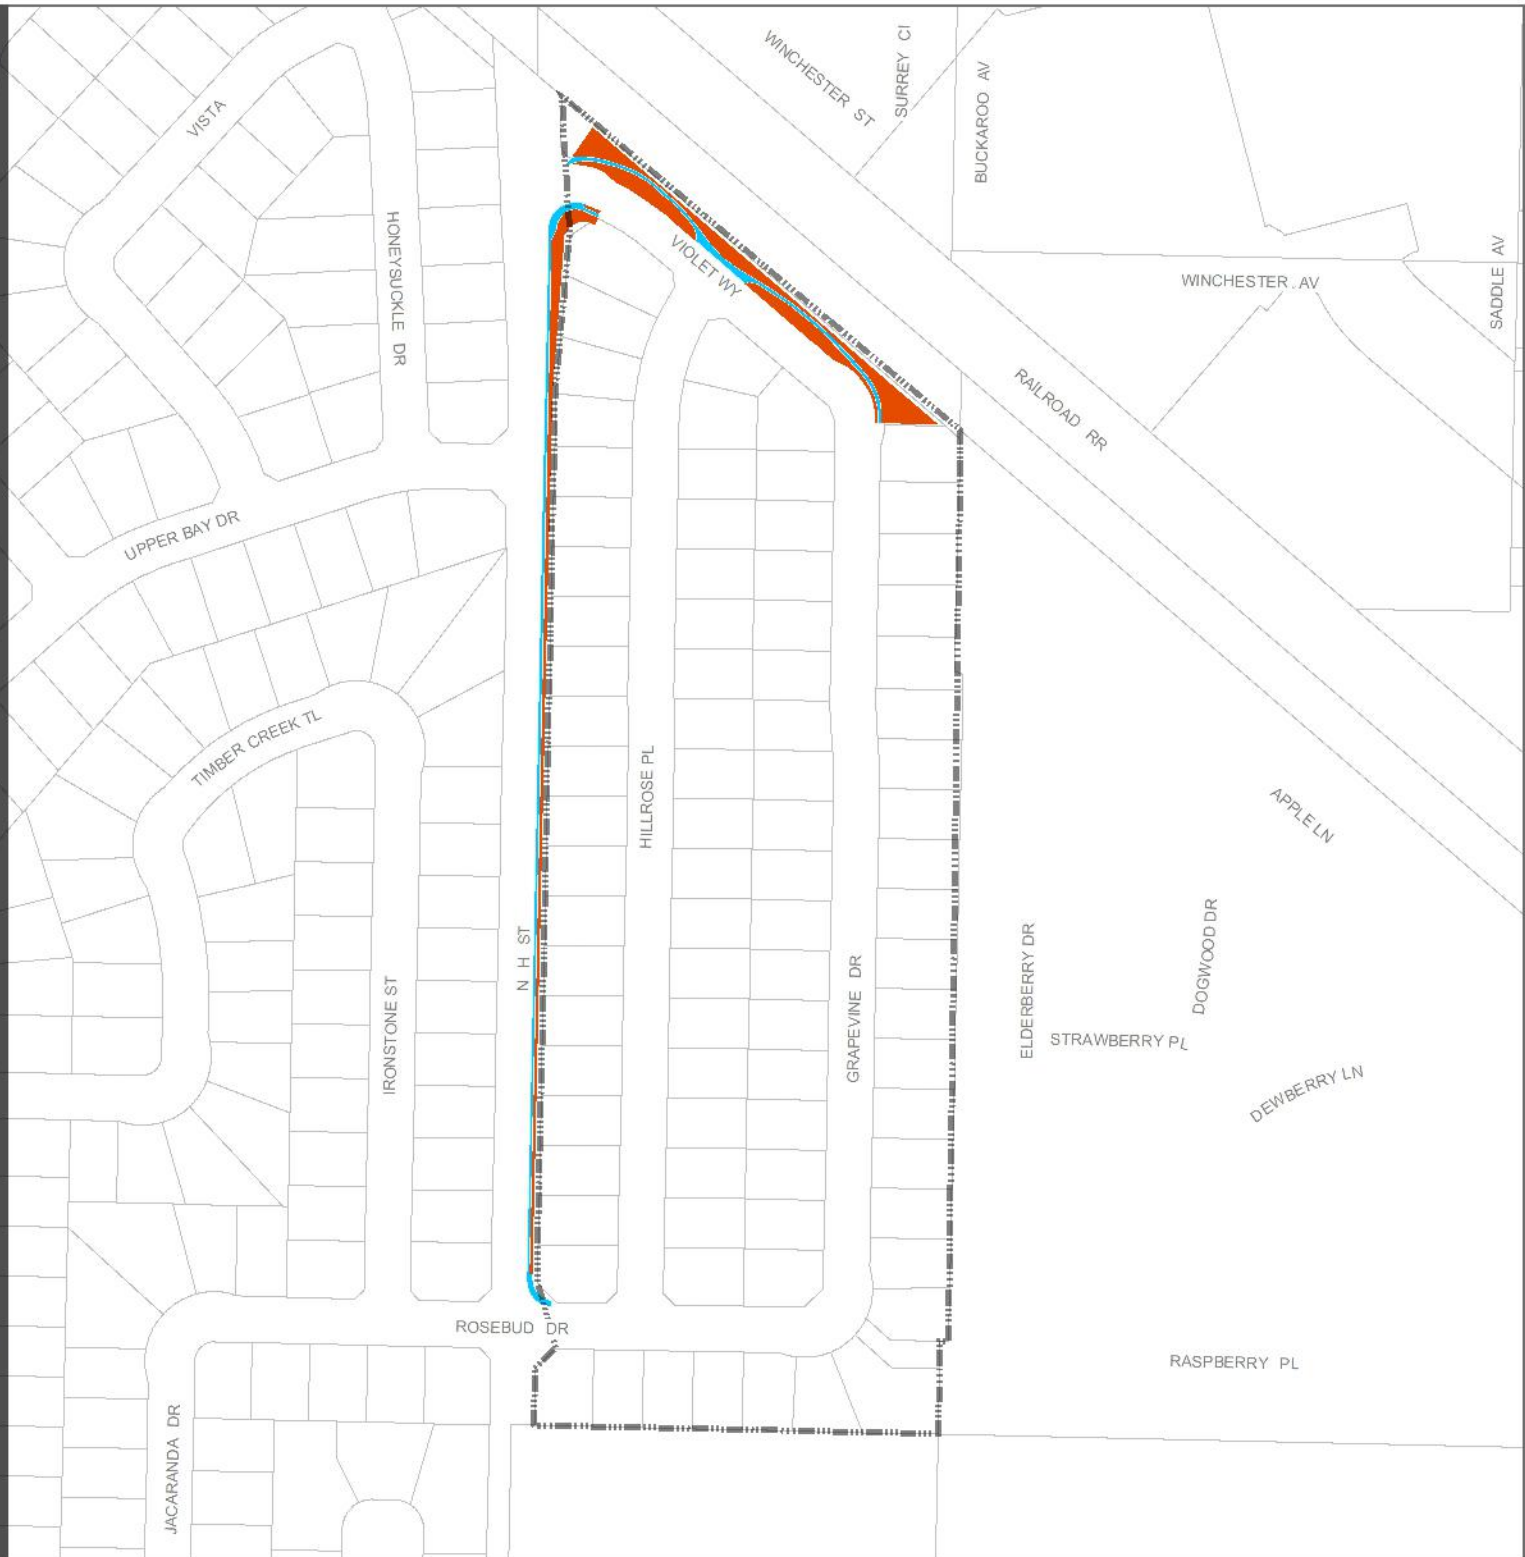 WINCHESTER ST
SURREY CI
BUCKAROO AV
VISTA
HONEYSUCKLE DR
VIOLET WY
WINCHESTER AV
SADDLE AV
RAILROAD RR
UPPER BAY DR
TIMBER CREEK TL
HILLROSE PL
APPLE LN
N H ST
IRONSTONE ST
GRAPEVINE DR
ELDERBERRY DR
DOGWOOD DR
STRAWBERRY PL
DEWBERRY LN
ROSEBUD DR
RASPBERRY PL
JACARANDA DR